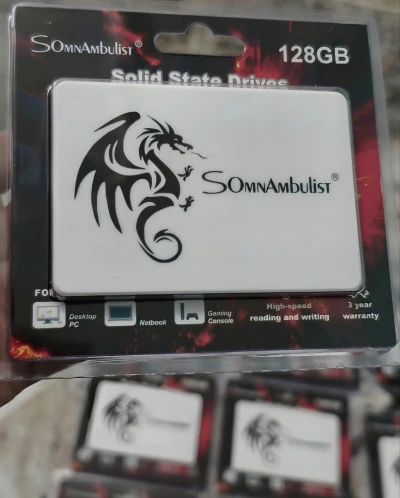 SOMNAMBULIST®
128GB
Solid State Drives
SOMNAMBULIST®
FO
Desktop
PC
Netbook
Gaming
Console
High-speed
reading and writing
3 year
warranty